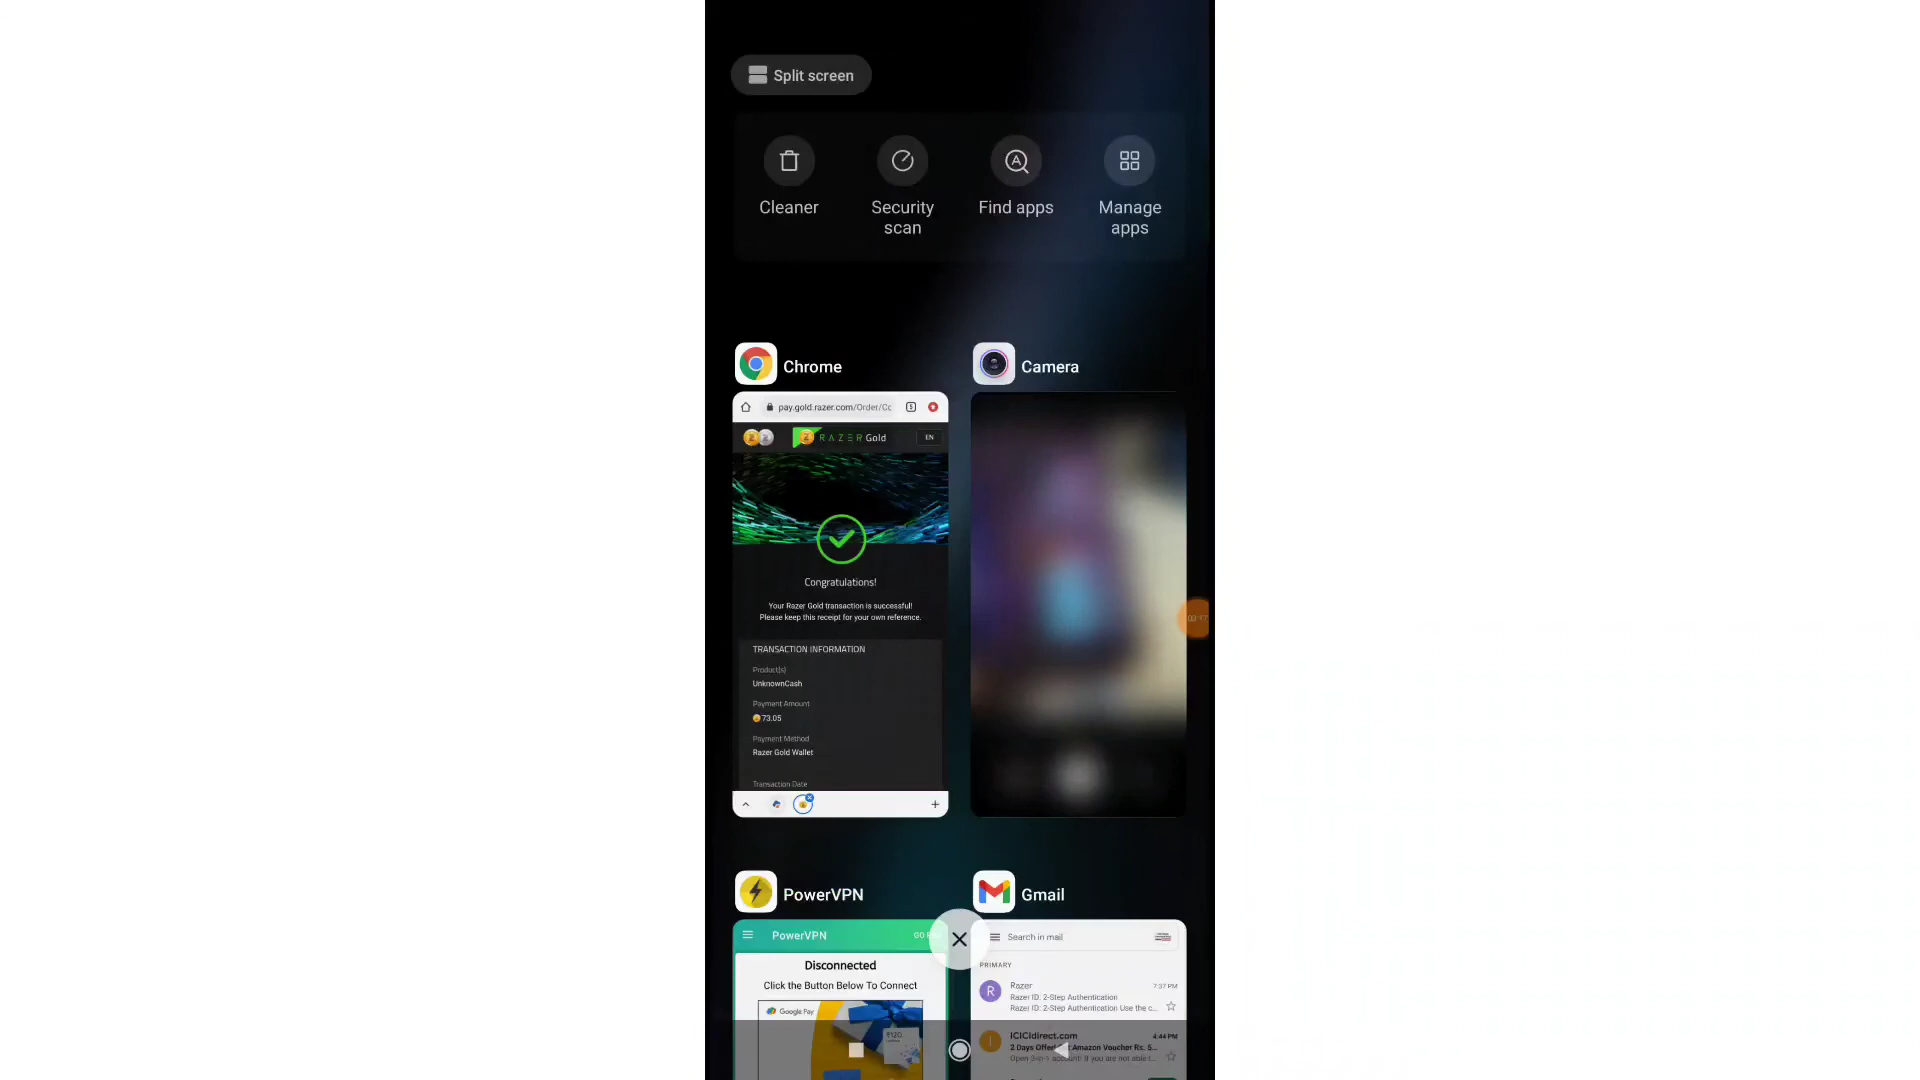 Split screen
Cleaner
Security
scan
Find apps
Manage
apps
Chrome
Camera
pay.gold.razer.com/Order/Cc
5
RAZER Gold
EN
Congratulations!
Your Razer Gold transaction is successful!
Please keep this receipt for your own reference.
TRANSACTION INFORMATION
Product(s)
UnknownCash
Payment Amount
73.05
Payment Method
Razer Gold Wallet
Transaction Date
PowerVPN
Gmail
PowerVPN
GO
Disconnected
Click the Button Below To Connect
Google Pay
₹120
Search in mail
PRIMARY
R
Razer
7:37 PM
Razer ID: 2-Step Authentication
Razer ID: 2-Step Authentication Use the c...
I
ICICIdirect.com
4:44 PM
2 Days Offer Amazon Voucher Rs. 5...
Open 3-in-1 account! If you are not able t...